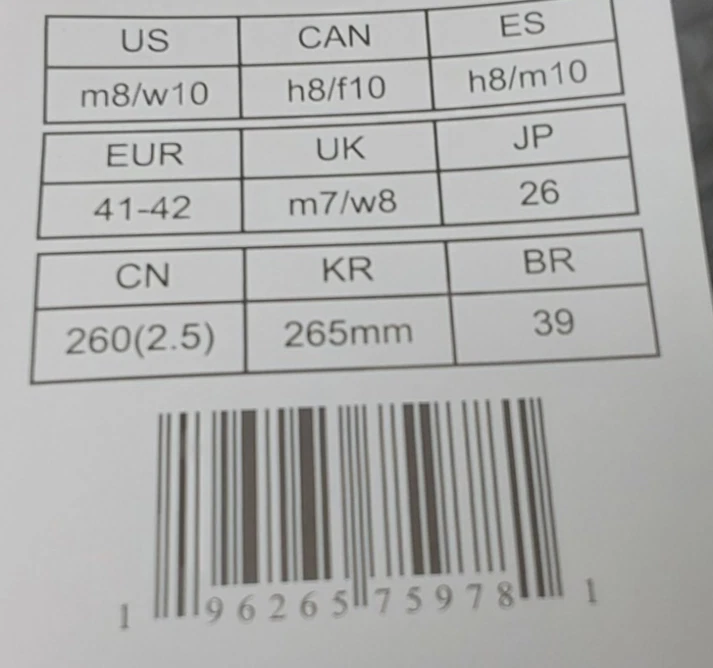 US CAN ES
m8/w10 h8/f10 h8/m10
EUR UK JP
41-42 m7/w8 26
CN KR BR
260(2.5) 265mm 39
1 96265 75978 1